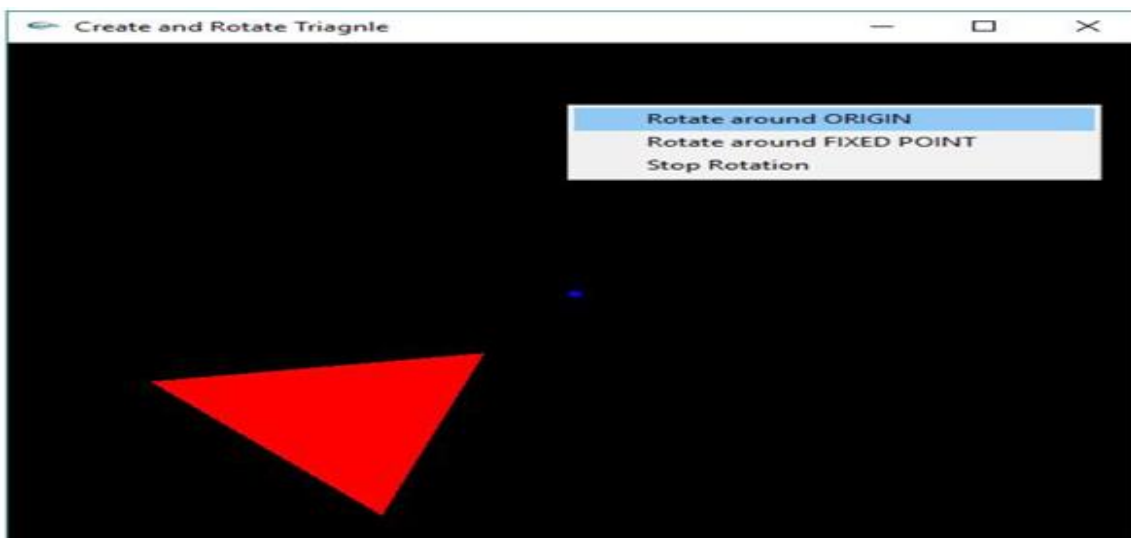 Create and Rotate Triagnle
Rotate around ORIGIN
Rotate around FIXED POINT
Stop Rotation